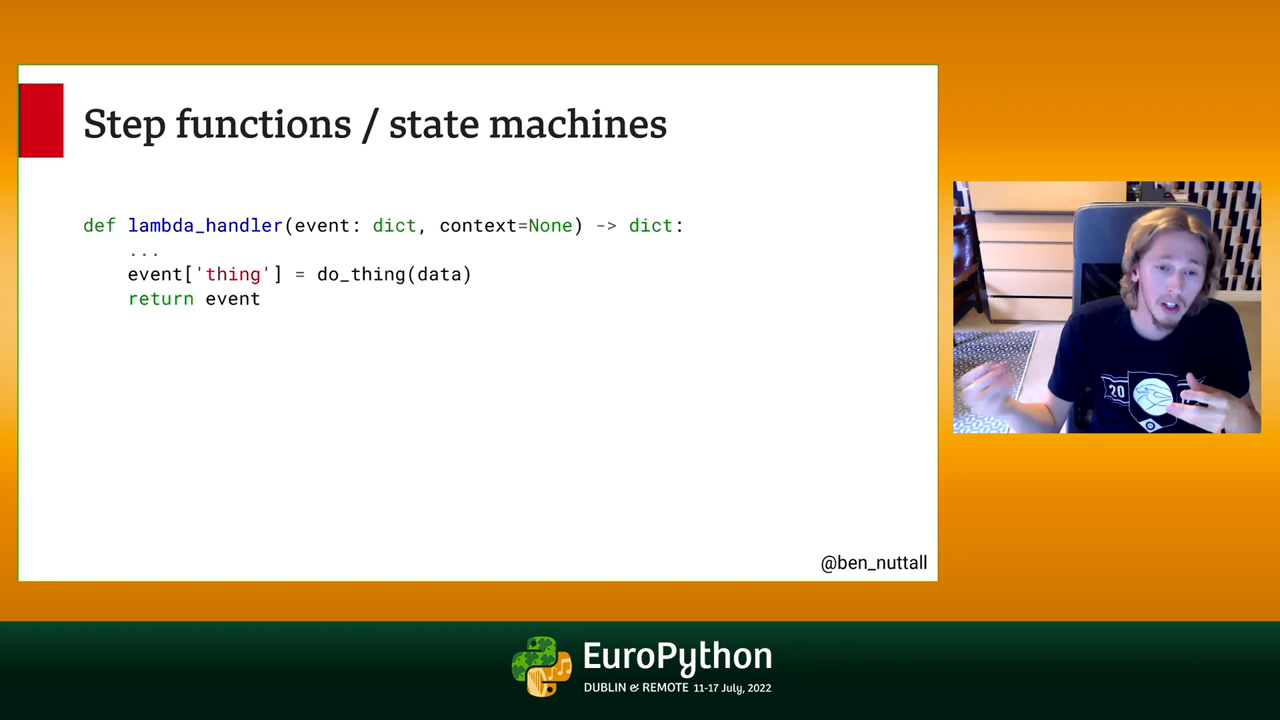 Step functions / state machines
def lambda_handler(event: dict, context=None) -> dict:
...
event['thing'] = do_thing(data)
return event
@ben_nuttall
20
EuroPython
DUBLIN & REMOTE 11-17 July, 2022